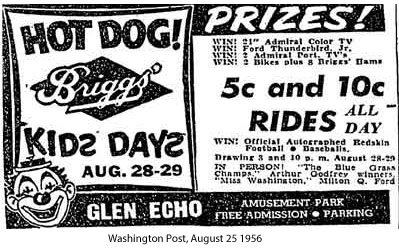 HOT DOG!
Briggs'
KIDS DAYS
AUG. 28-29
GLEN ECHO
PRIZES!
WIN! 21" Admiral Color TV
WIN! Ford Thunderbird, Jr.
WIN! 2 Admiral Port. TV's
WIN! 2 Bikes plus 8 Briggs' Hams
5c and 10c
RIDES ALL DAY
WIN! Official Autographed Redskin
Football • Baseballs.
Drawing 3 and 10 p. m. August 28-29
IN PERSON! "The Blue Grass
Champs," Arthur Godfrey winners,
"Miss Washington," Milton Q. Ford
AMUSEMENT PARK
FREE ADMISSION • PARKING
Washington Post, August 25 1956